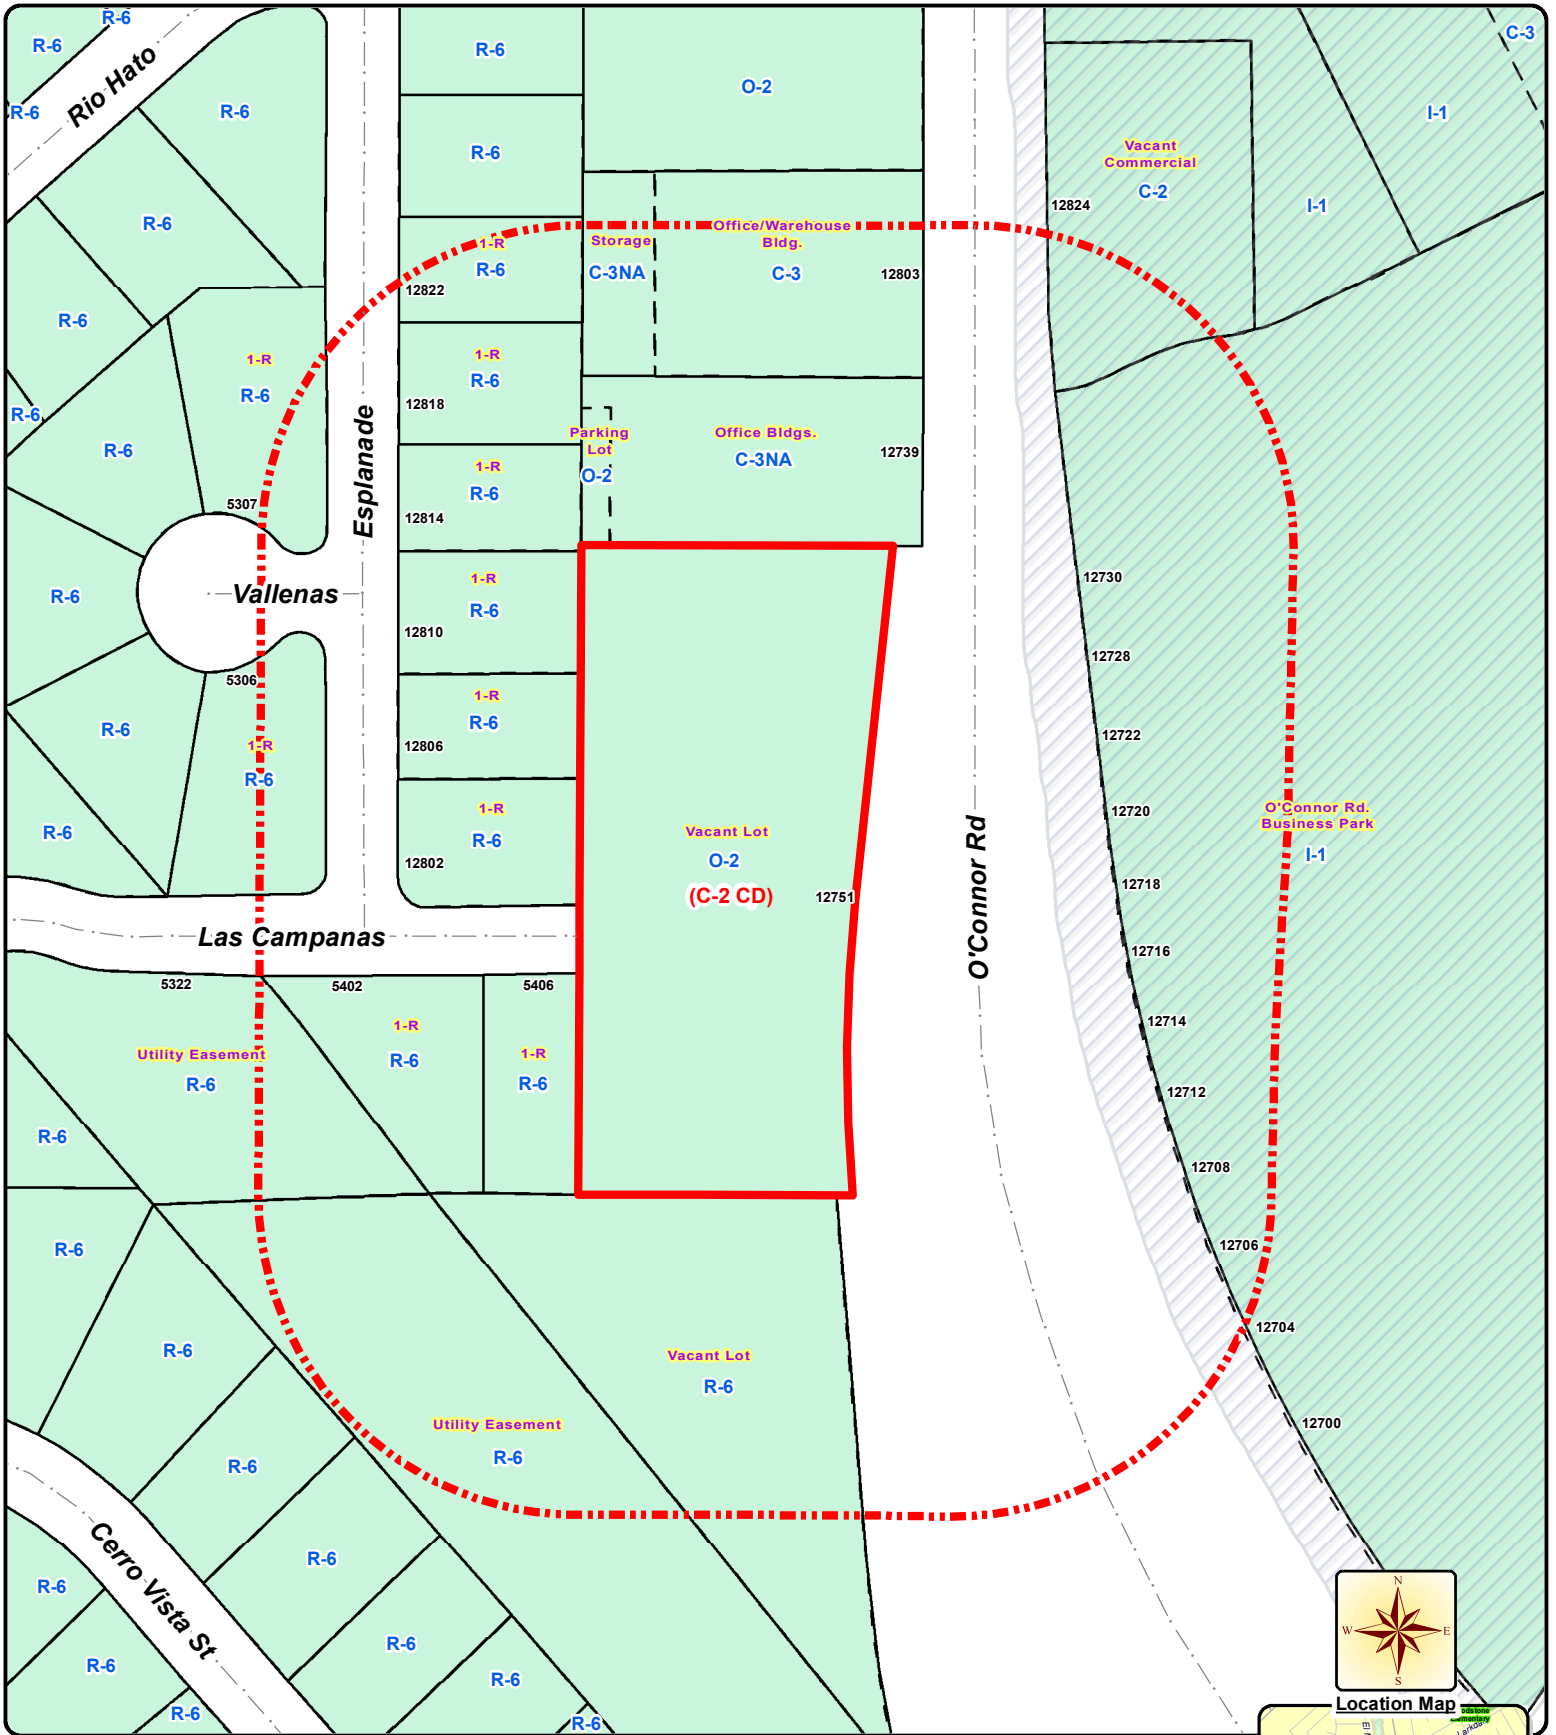 R-6
R-6
Rio Hato
R-6
R-6
R-6
R-6
R-6
R-6
R-6
1-R
R-6
R-6
5307
R-6
Vallenas
5306
R-6
1-R
R-6
R-6
Esplanade
R-6
R-6
1-R
R-6
12822
1-R
R-6
12818
1-R
R-6
12814
1-R
R-6
12810
1-R
R-6
12806
1-R
R-6
12802
O-2
Storage
C-3NA
Office/Warehouse
Bldg.
C-3
12803
Parking
Lot
O-2
Office Bldgs.
C-3NA
12739
Vacant Lot
O-2
(C-2 CD)
12751
O'Connor Rd
C-3
I-1
Vacant
Commercial
C-2
12824
I-1
12730
12728
12722
12720
12718
12716
12714
12712
12708
12706
12704
12700
O'Connor Rd.
Business Park
I-1
Las Campanas
5322
5402
5406
1-R
R-6
1-R
R-6
Utility Easement
R-6
R-6
R-6
R-6
Vacant Lot
R-6
Utility Easement
R-6
R-6
R-6
Cerro Vista St
R-6
R-6
R-6
R-6
R-6
R-6
N
W
E
S
Location Map